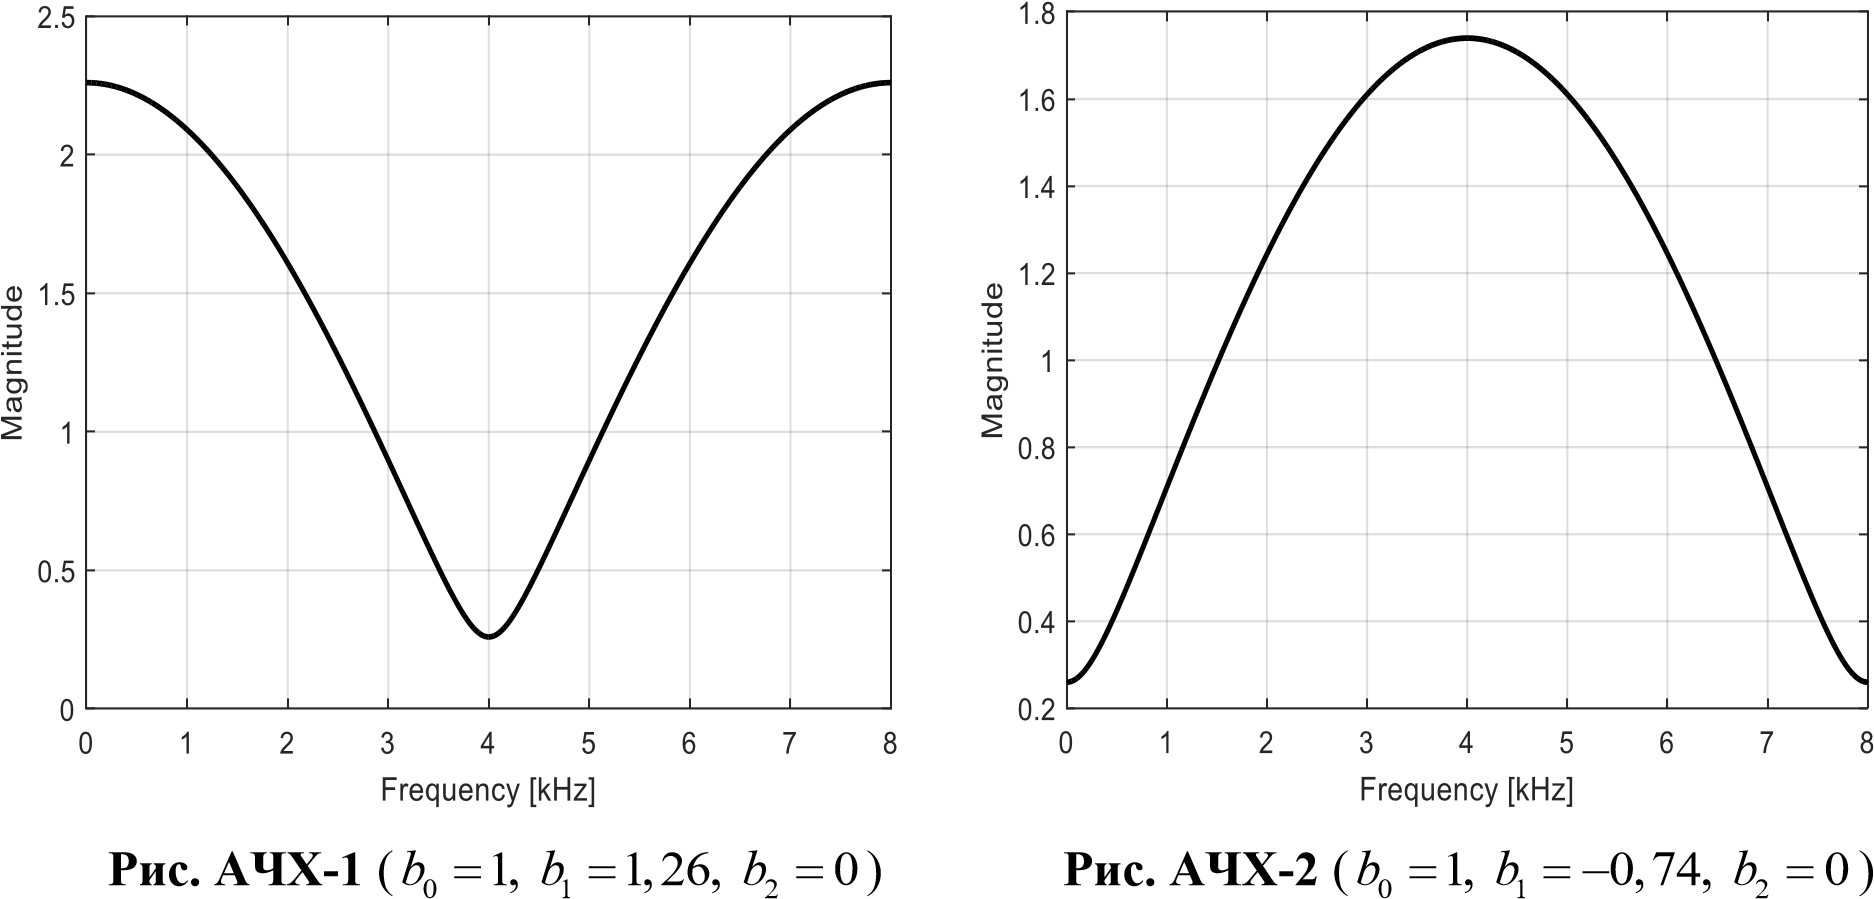 2.5
2
1.5
1
0.5
0
0 1 2 3 4 5 6 7 8
Magnitude
Frequency [kHz]
Рис. АЧХ-1 (b₀ = 1, b₁ = 1,26, b₂ = 0)
1.8
1.6
1.4
1.2
1
0.8
0.6
0.4
0.2
0 1 2 3 4 5 6 7 8
Magnitude
Frequency [kHz]
Рис. АЧХ-2 (b₀ = 1, b₁ = –0,74, b₂ = 0)